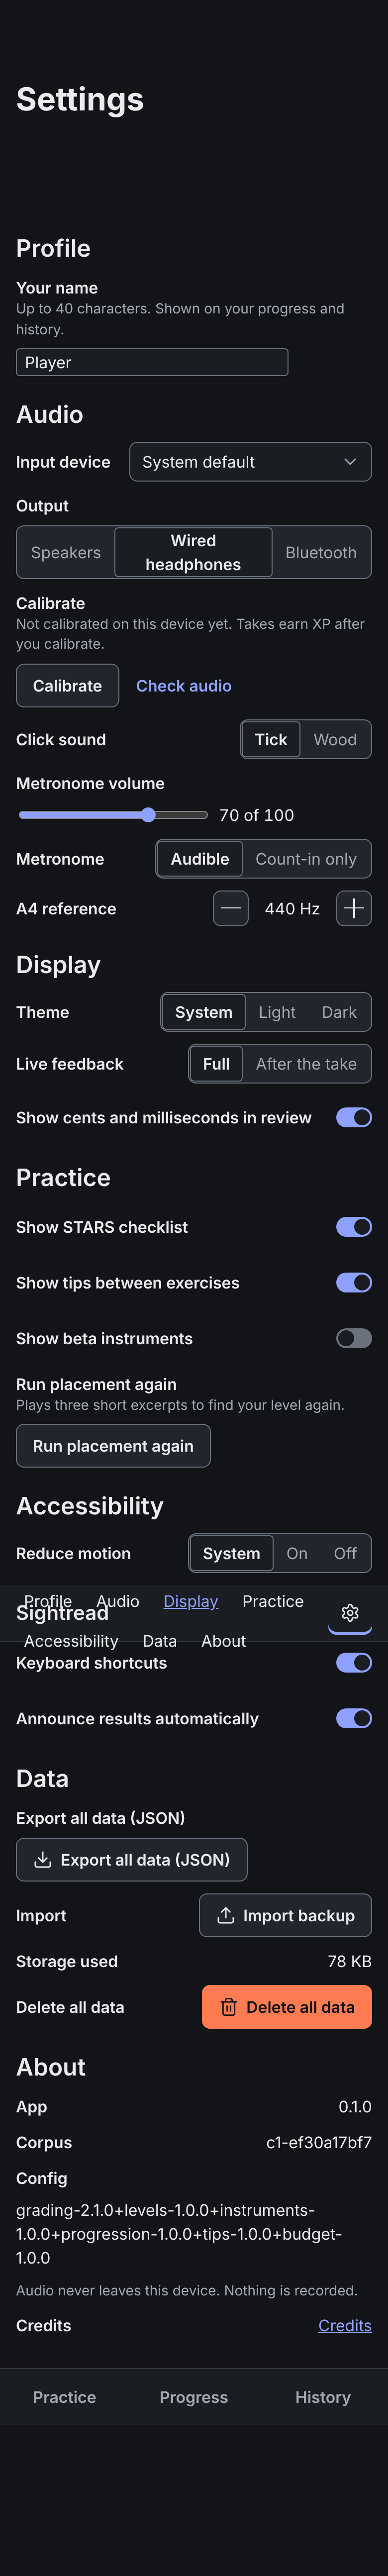 Settings
Profile
Your name
Up to 40 characters. Shown on your progress and
history.
Player
Audio
Input device System default
Output
Speakers Wired headphones Bluetooth
Calibrate
Not calibrated on this device yet. Takes earn XP after
you calibrate.
Calibrate Check audio
Click sound Tick Wood
Metronome volume
70 of 100
Metronome Audible Count-in only
A4 reference 440 Hz
Display
Theme System Light Dark
Live feedback Full After the take
Show cents and milliseconds in review
Practice
Show STARS checklist
Show tips between exercises
Show beta instruments
Run placement again
Plays three short excerpts to find your level again.
Run placement again
Accessibility
Reduce motion System On Off
Profile Audio Display Practice
Sightread
Accessibility Data About
Keyboard shortcuts
Announce results automatically
Data
Export all data (JSON)
Export all data (JSON)
Import Import backup
Storage used 78 KB
Delete all data Delete all data
About
App 0.1.0
Corpus c1-ef30a17bf7
Config
grading-2.1.0+levels-1.0.0+instruments-
1.0.0+progression-1.0.0+tips-1.0.0+budget-
1.0.0
Audio never leaves this device. Nothing is recorded.
Credits Credits
Practice Progress History